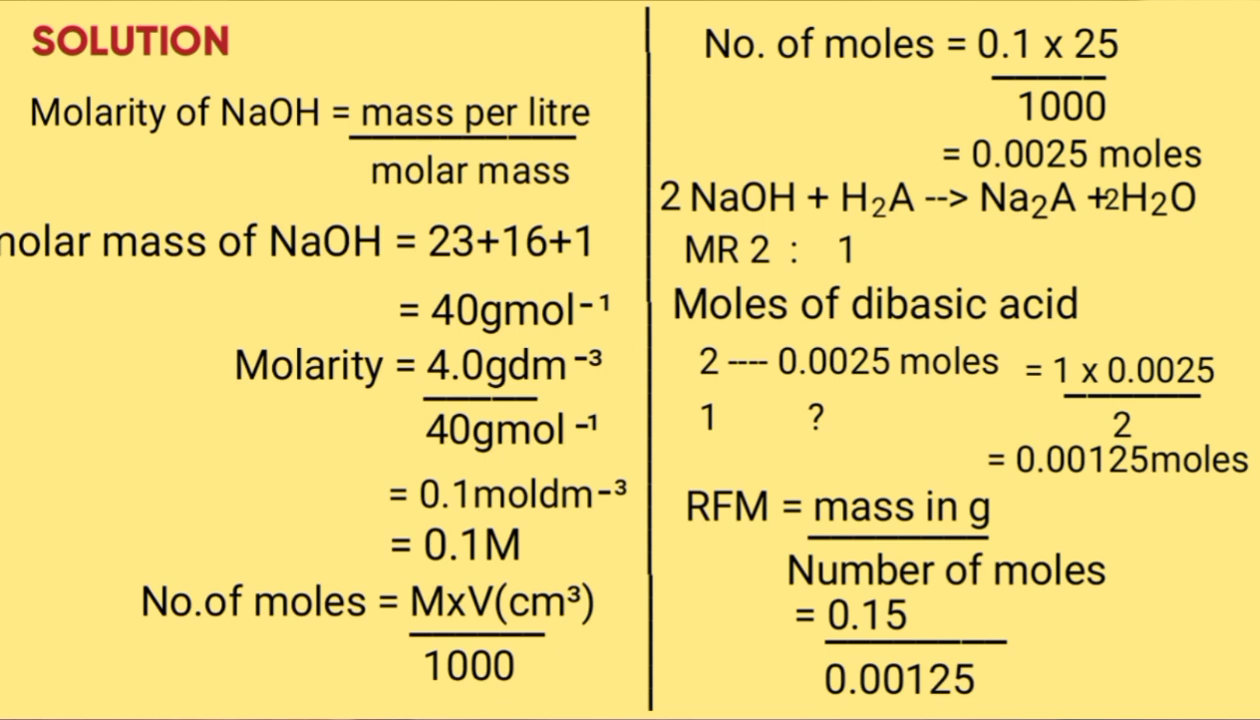 SOLUTION
Molarity of NaOH = mass per litre
molar mass
molar mass of NaOH = 23+16+1
= 40gmol-¹
Molarity = 4.0gdm-³
40gmol-¹
= 0.1moldm-³
= 0.1M
No.of moles = MxV(cm³)
1000
No. of moles = 0.1 x 25
1000
= 0.0025 moles
2 NaOH + H₂A --> Na₂A +2H₂O
MR 2 : 1
Moles of dibasic acid
2 ---- 0.0025 moles = 1 x 0.0025
1 ? 2
= 0.00125moles
RFM = mass in g
Number of moles
= 0.15
0.00125